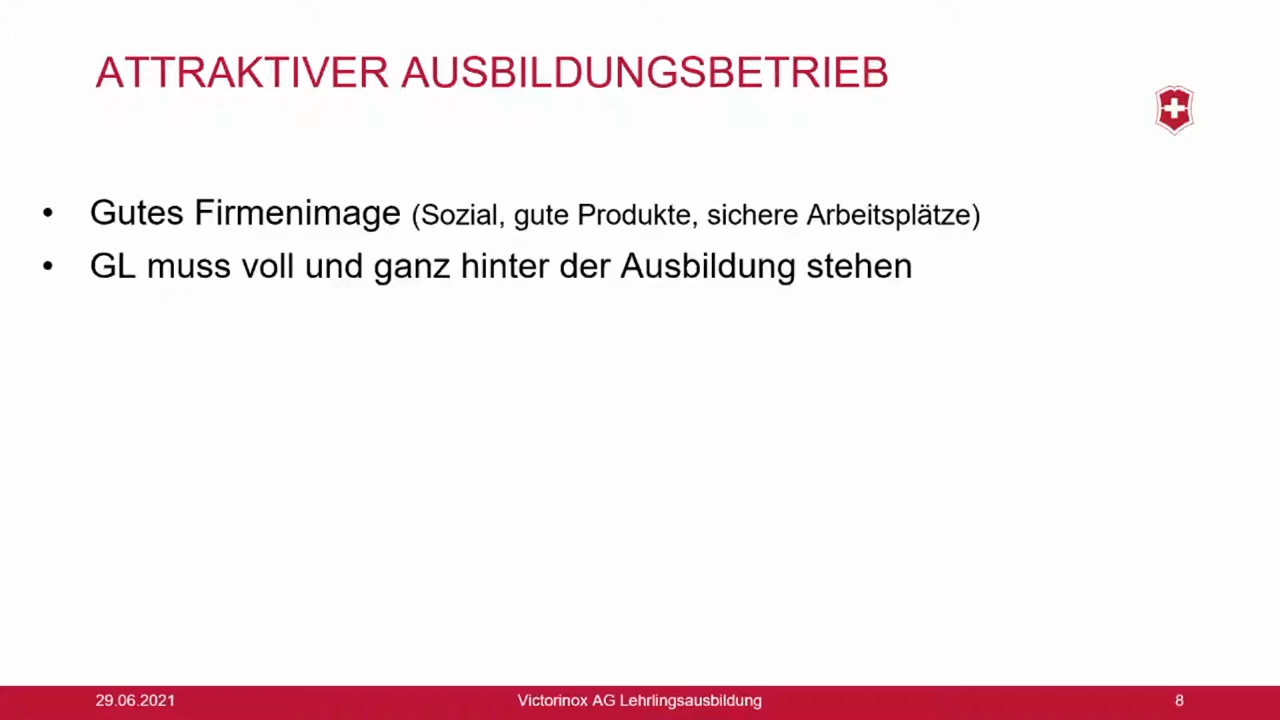 ATTRAKTIVER AUSBILDUNGSBETRIEB
• Gutes Firmenimage (Sozial, gute Produkte, sichere Arbeitsplätze)
• GL muss voll und ganz hinter der Ausbildung stehen
29.06.2021 Victorinox AG Lehrlingsausbildung 8